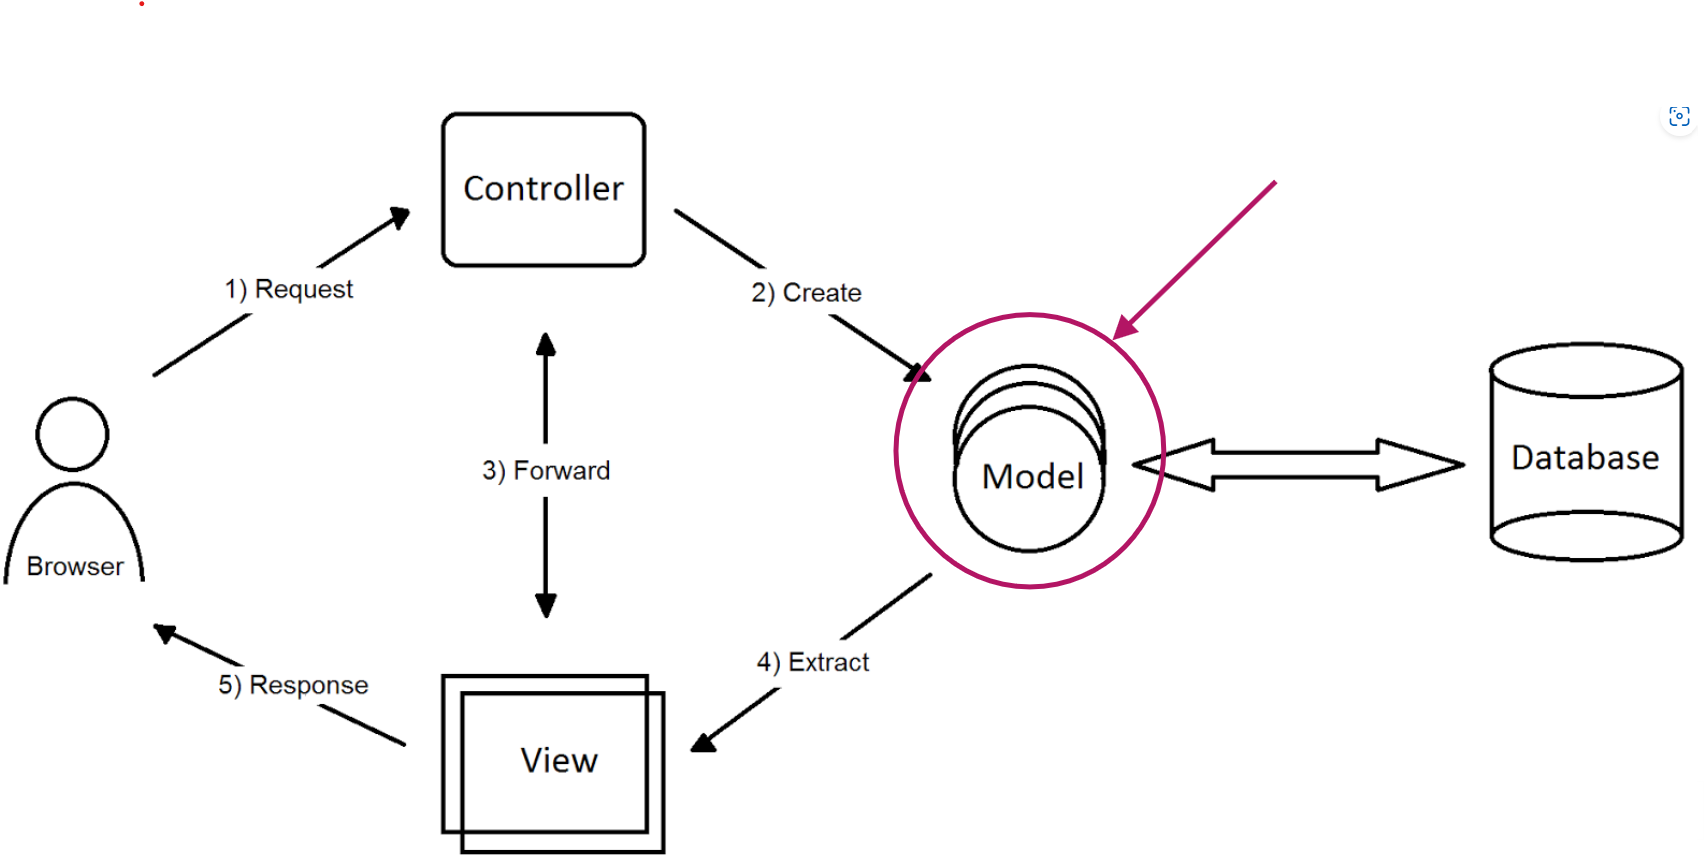 Controller
1) Request
2) Create
3) Forward
Model
Database
Browser
4) Extract
5) Response
View